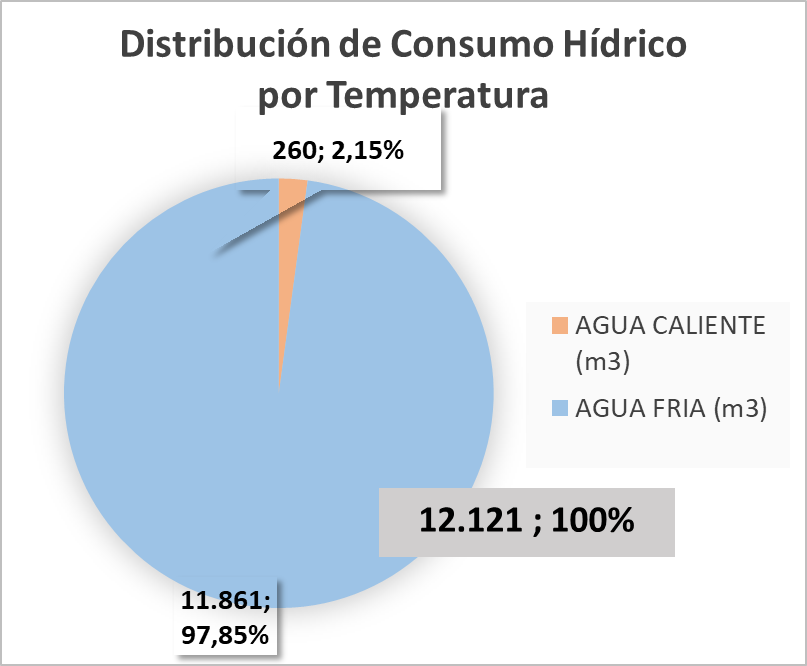 Distribución de Consumo Hídrico
por Temperatura
260; 2,15%
AGUA CALIENTE
(m3)
AGUA FRIA (m3)
12.121 ; 100%
11.861;
97,85%